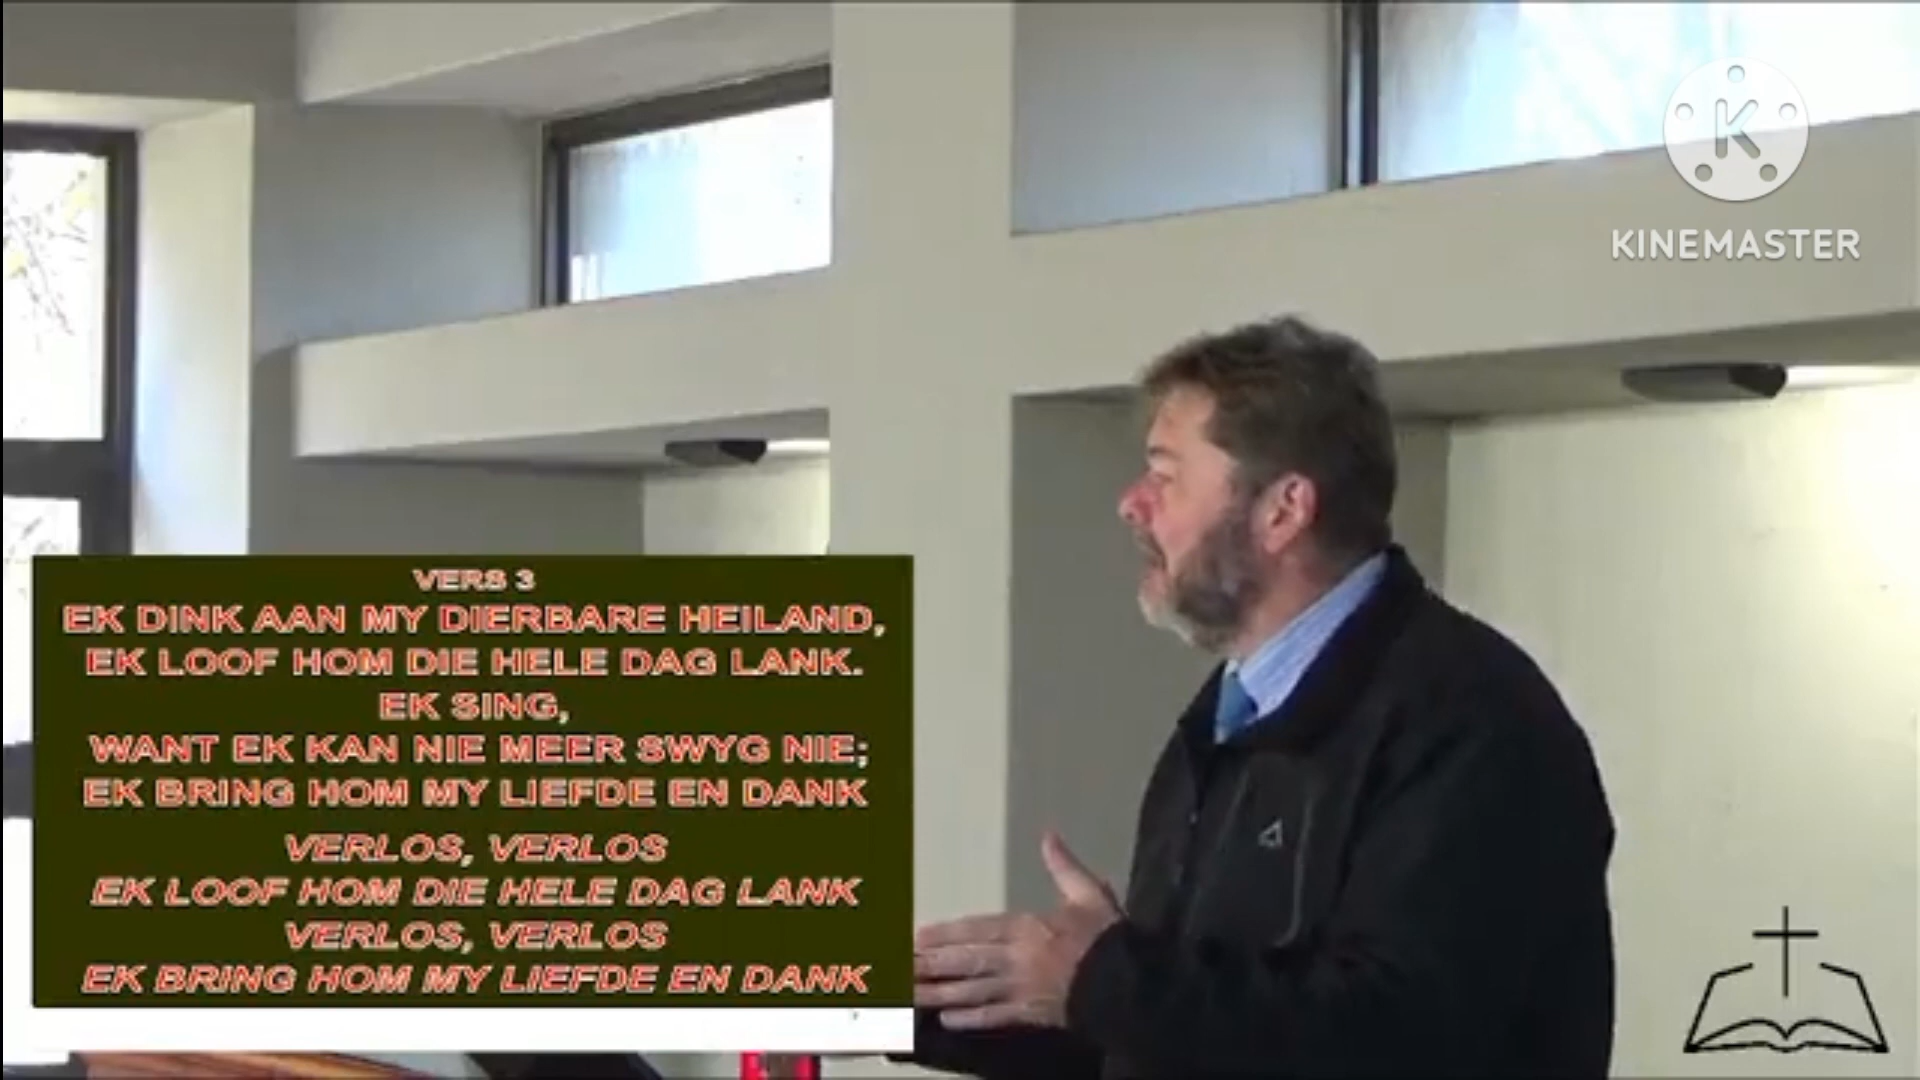 KINEMASTER
VERS 3
EK DINK AAN MY DIERBARE HEILAND,
EK LOOF HOM DIE HELE DAG LANK.
EK SING,
WANT EK KAN NIE MEER SWYG NIE;
EK BRING HOM MY LIEFDE EN DANK
VERLOS, VERLOS
EK LOOF HOM DIE HELE DAG LANK
VERLOS, VERLOS
EK BRING HOM MY LIEFDE EN DANK